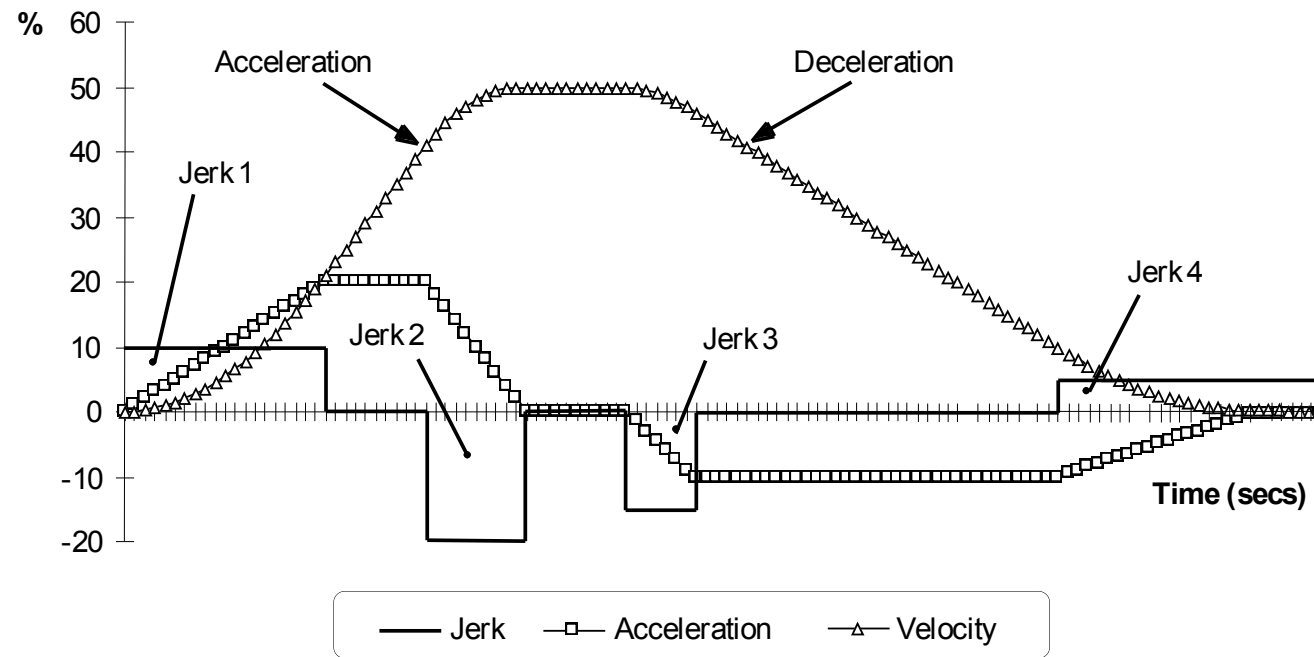 % 60
Acceleration
Deceleration
50
40
Jerk 1
30
20
Jerk 4
Jerk 2
Jerk 3
10
0
-10
Time (secs)
-20
Jerk Acceleration Velocity